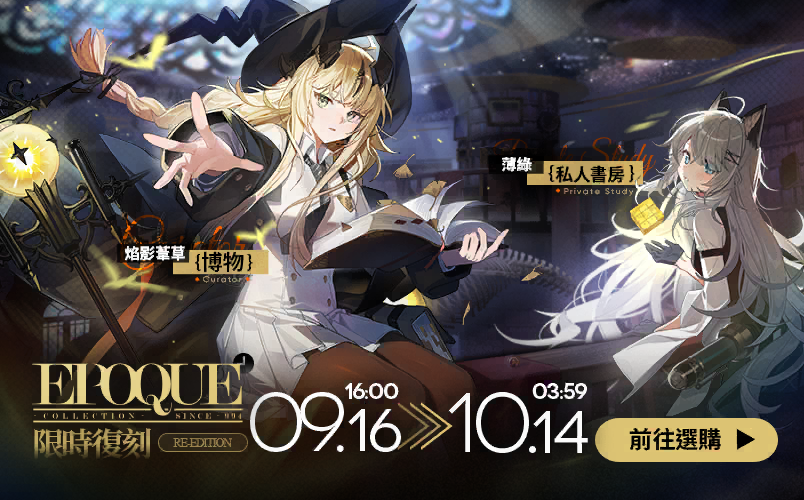 薄綠
{私人書房}
Private Study
焰影葦草
{博物}
Curator
EPOQUE
COLLECTION
SINCE·994
限時復刻
RE-EDITION
16:00
09.16
03:59
10.14
前往選購